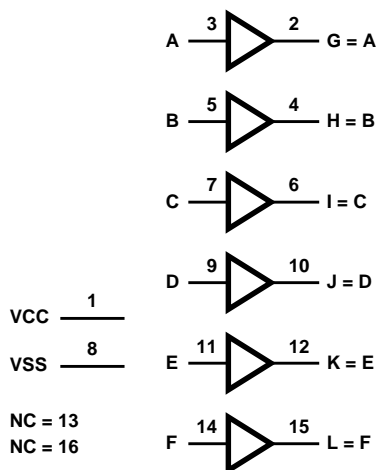 A 3 2 G = A
B 5 4 H = B
C 7 6 I = C
D 9 10 J = D
VCC 1
VSS 8
E 11 12 K = E
NC = 13
NC = 16
F 14 15 L = F